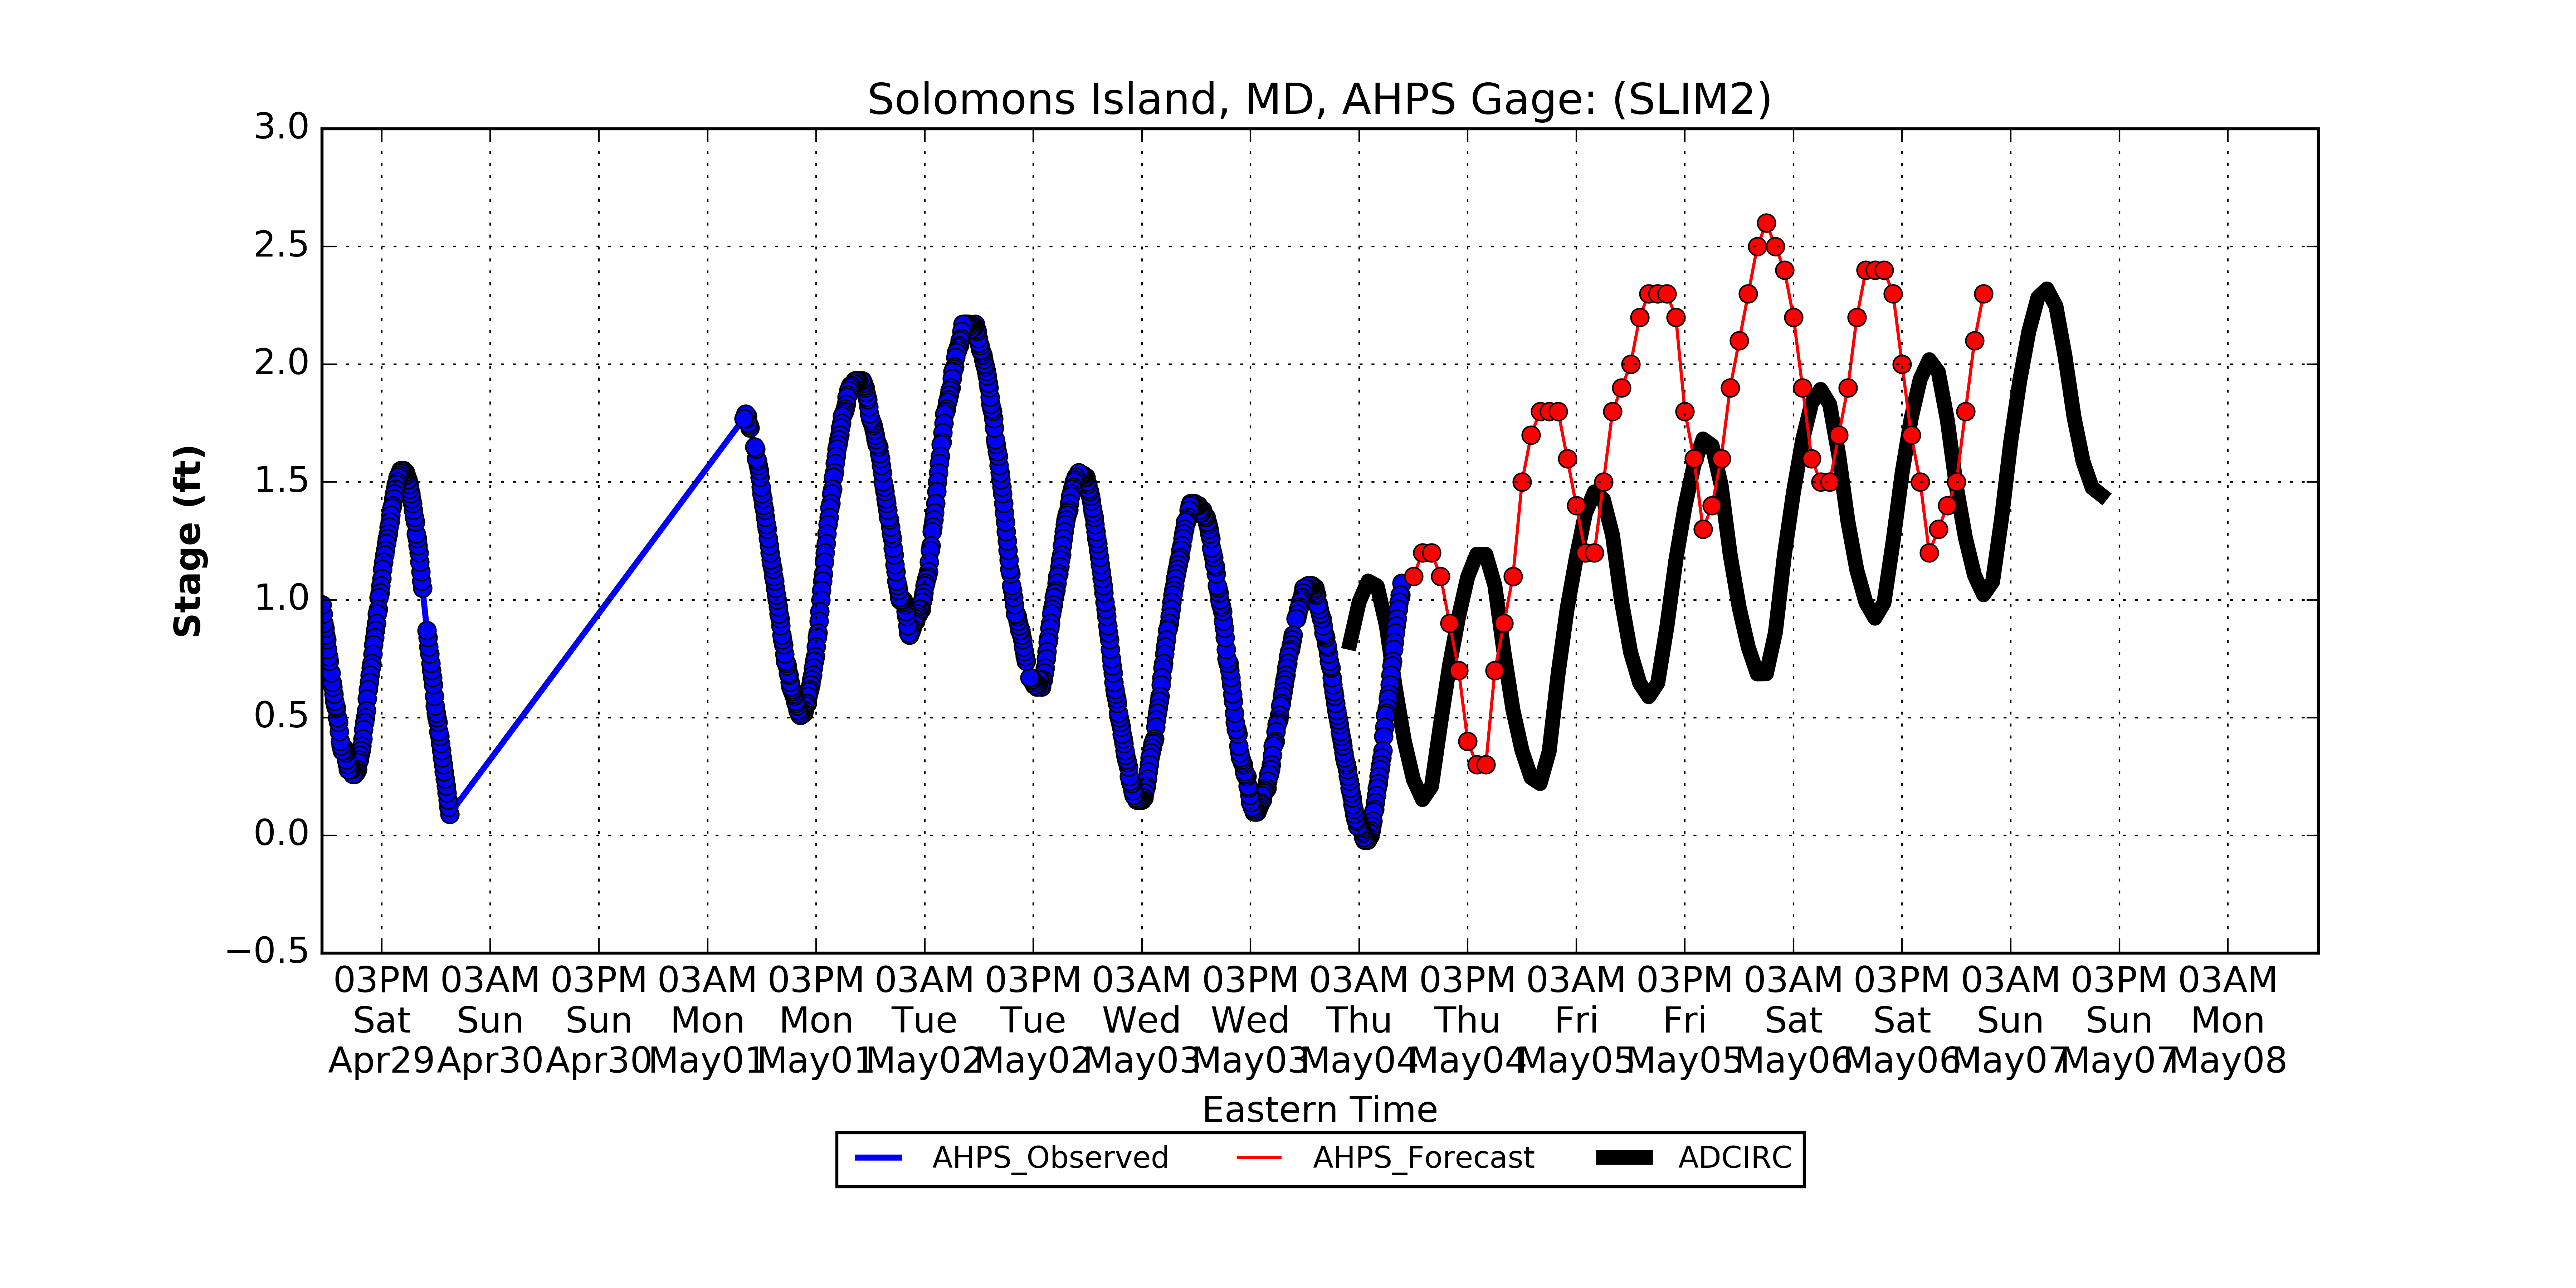 Solomons Island, MD, AHPS Gage: (SLIM2)
3.0
2.5
2.0
1.5
1.0
0.5
0.0
−0.5
Stage (ft)
03PM 03AM 03PM 03AM 03PM 03AM 03PM 03AM 03PM 03AM 03PM 03AM 03PM 03AM 03PM 03AM 03PM 03AM
Sat Sun Sun Mon Mon Tue Tue Wed Wed Thu Thu Fri Fri Sat Sat Sun Sun Mon
Apr29 Apr30 Apr30 May01 May01 May02 May02 May03 May03 May04 May04 May05 May05 May06 May06 May07 May07 May08
Eastern Time
AHPS_Observed AHPS_Forecast ADCIRC